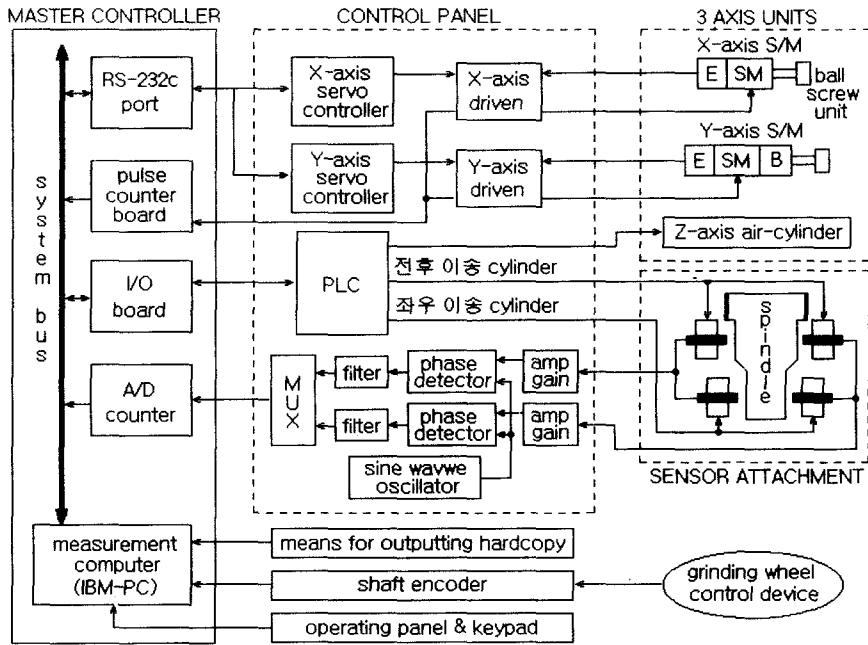 MASTER CONTROLLER
CONTROL PANEL
3 AXIS UNITS
RS-232c
port
pulse
counter
board
I/O
board
A/D
counter
system bus
measurement
computer
(IBM-PC)
X-axis
servo
controller
X-axis
driven
Y-axis
servo
controller
Y-axis
driven
PLC
전후 이송 cylinder
좌우 이송 cylinder
MUX
filter
phase
detector
amp
gain
filter
phase
detector
amp
gain
sine wavwe
oscillator
X-axis S/M
E SM
ball
screw
unit
Y-axis S/M
E SM B
Z-axis air-cylinder
spindle
SENSOR ATTACHMENT
means for outputting hardcopy
shaft encoder
operating panel & keypad
grinding wheel
control device